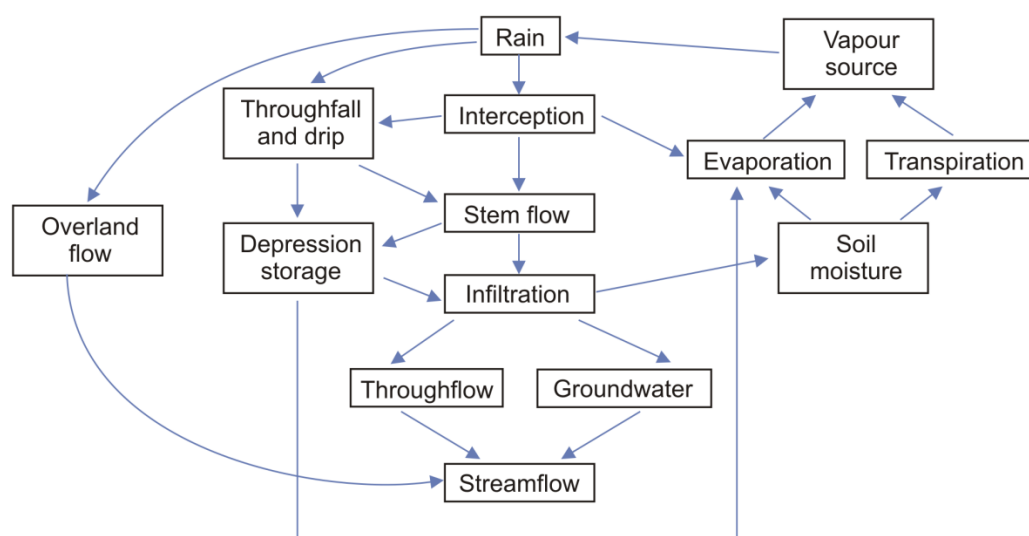 Rain
Vapour
source
Throughfall
and drip
Interception
Evaporation
Transpiration
Overland
flow
Stem flow
Depression
storage
Soil
moisture
Infiltration
Throughflow
Groundwater
Streamflow